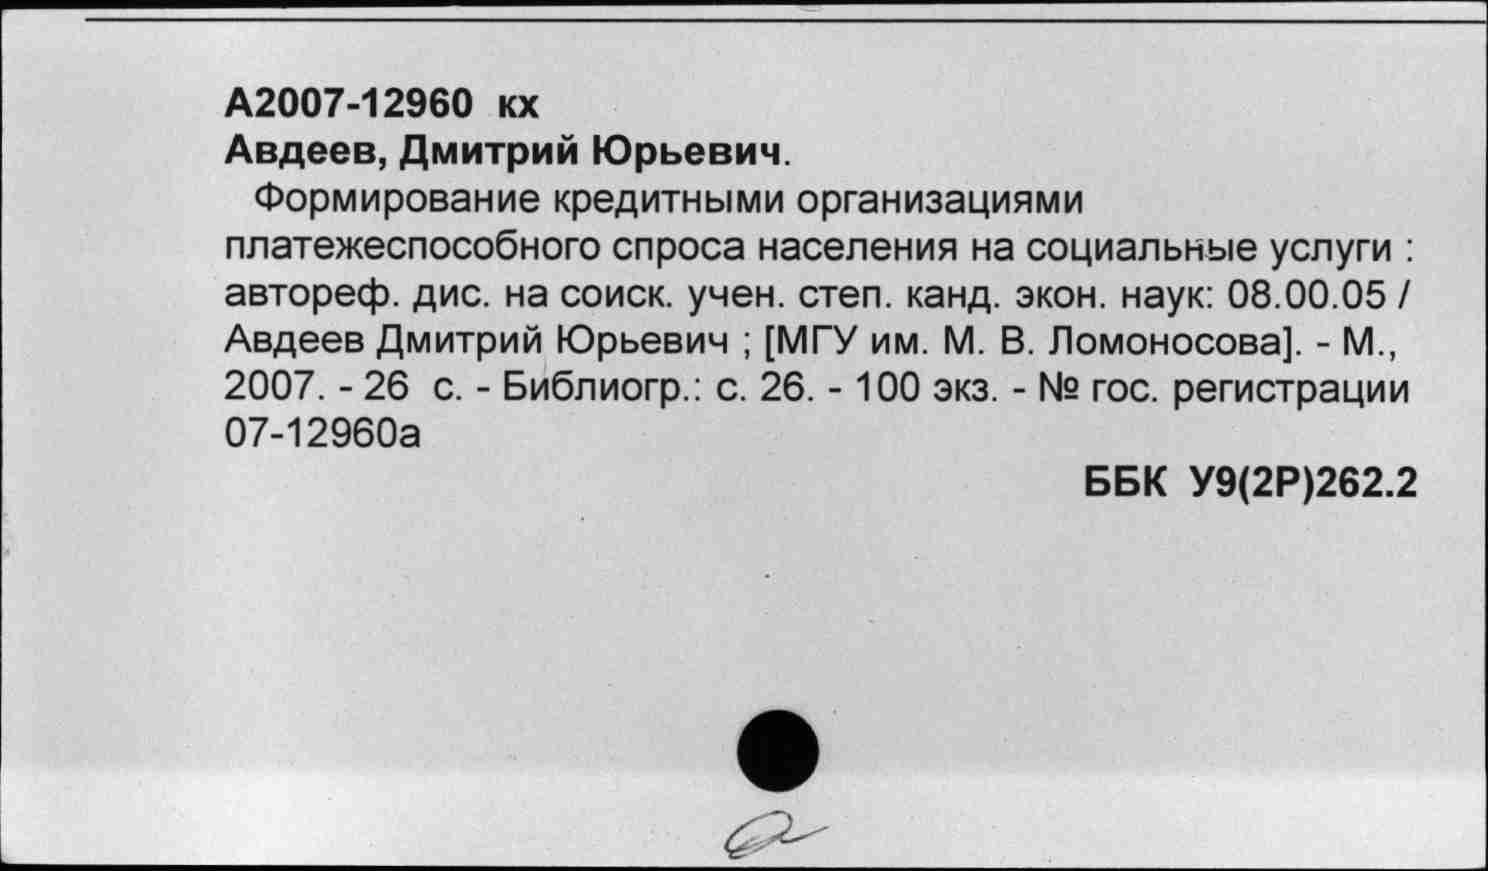 А2007-12960 кх
Авдеев, Дмитрий Юрьевич.
Формирование кредитными организациями
платежеспособного спроса населения на социальные услуги :
автореф. дис. на соиск. учен. степ. канд. экон. наук: 08.00.05 /
Авдеев Дмитрий Юрьевич ; [МГУ им. М. В. Ломоносова]. - М.,
2007. - 26 с. - Библиогр.: с. 26. - 100 экз. - № гос. регистрации
07-12960а
ББК У9(2Р)262.2